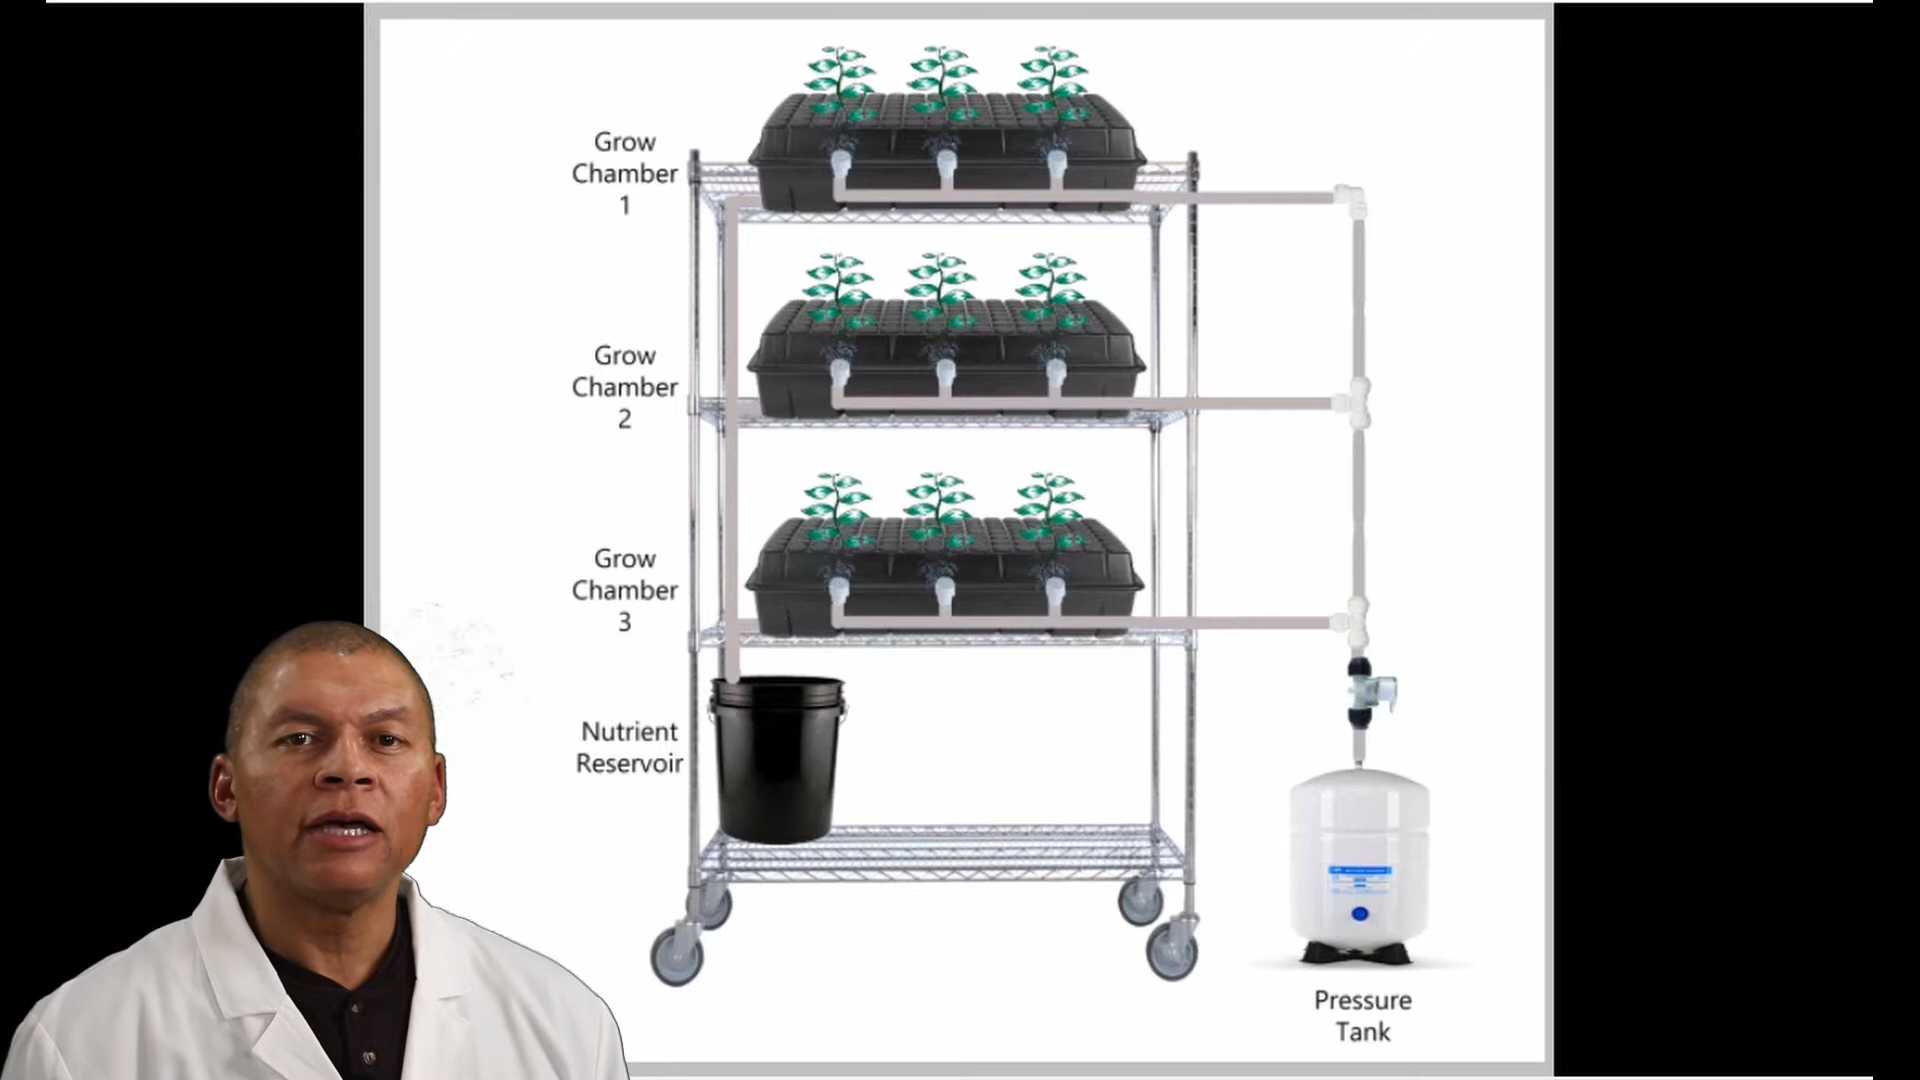 Grow
Chamber
1
Grow
Chamber
2
Grow
Chamber
3
Nutrient
Reservoir
Pressure
Tank